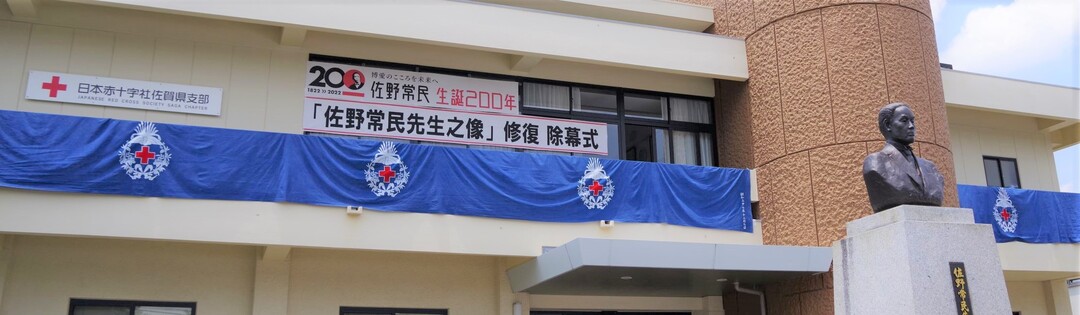 日本赤十字社佐賀県支部
JAPANESE RED CROSS SOCIETY SAGA CHAPTER
200
1822 2022
博愛のこころを未来へ
佐野常民 生誕200年
「佐野常民先生之像」修復 除幕式
佐野常民